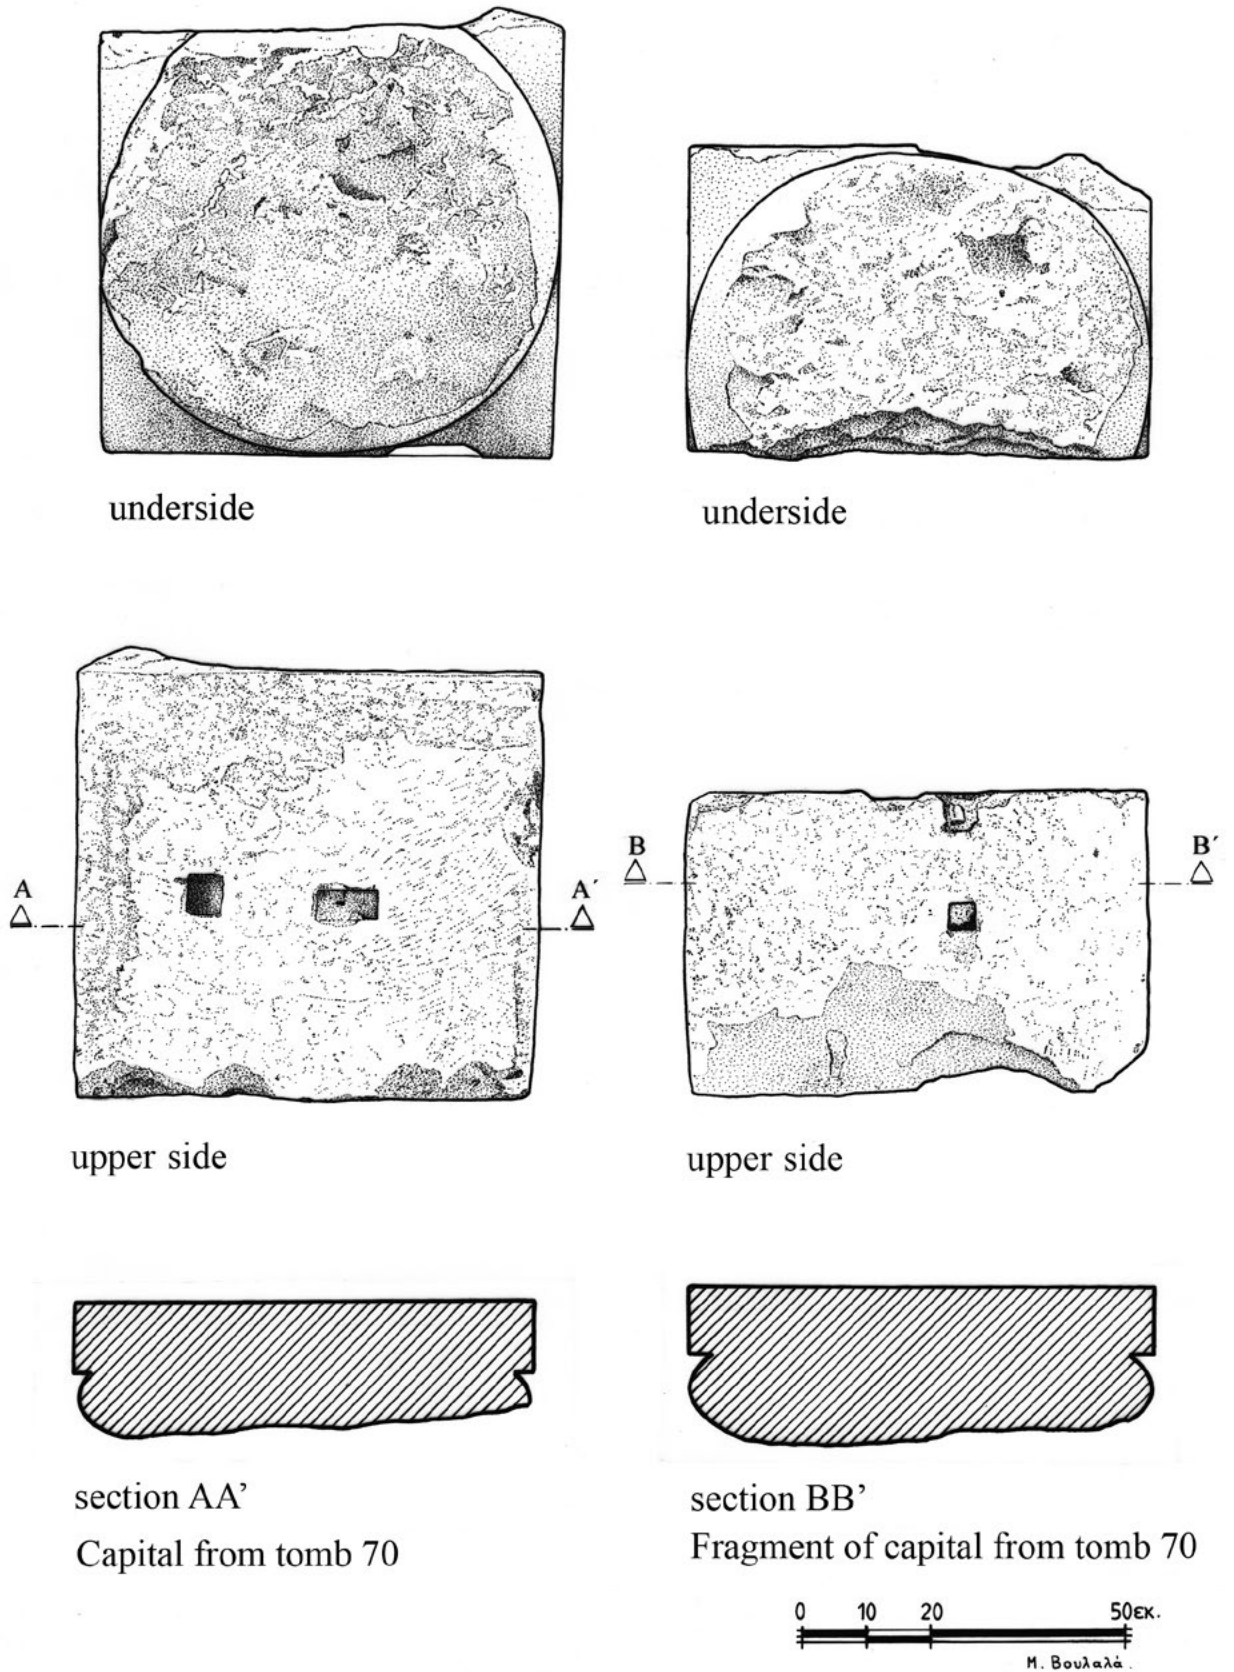 underside
underside
A
A´
upper side
B
B´
upper side
section AA’
Capital from tomb 70
section BB’
Fragment of capital from tomb 70
0 10 20 50εκ.
Μ. Βουλαλά.